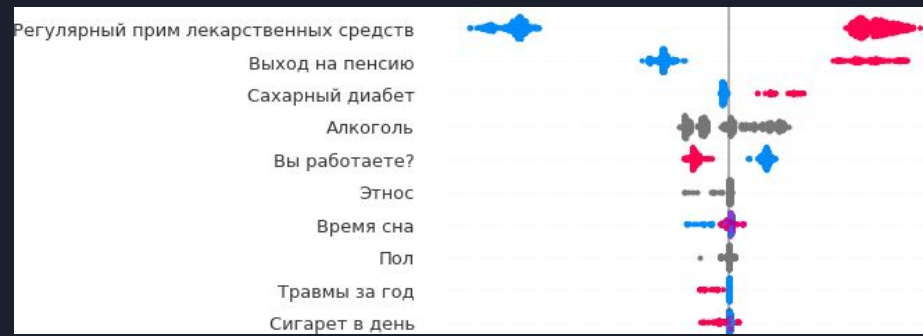 Регулярный прим лекарственных средств
Выход на пенсию
Сахарный диабет
Алкоголь
Вы работаете?
Этнос
Время сна
Пол
Травмы за год
Сигарет в день